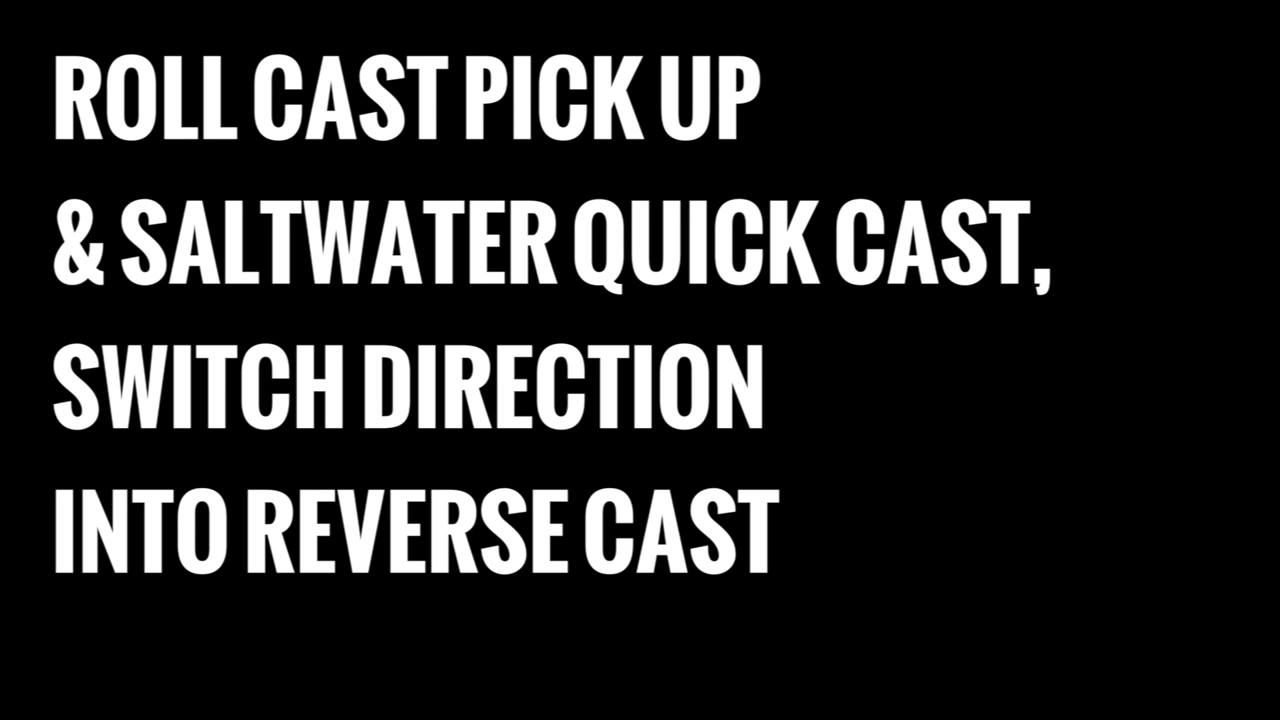 ROLL CAST PICK UP
& SALTWATER QUICK CAST,
SWITCH DIRECTION
INTO REVERSE CAST